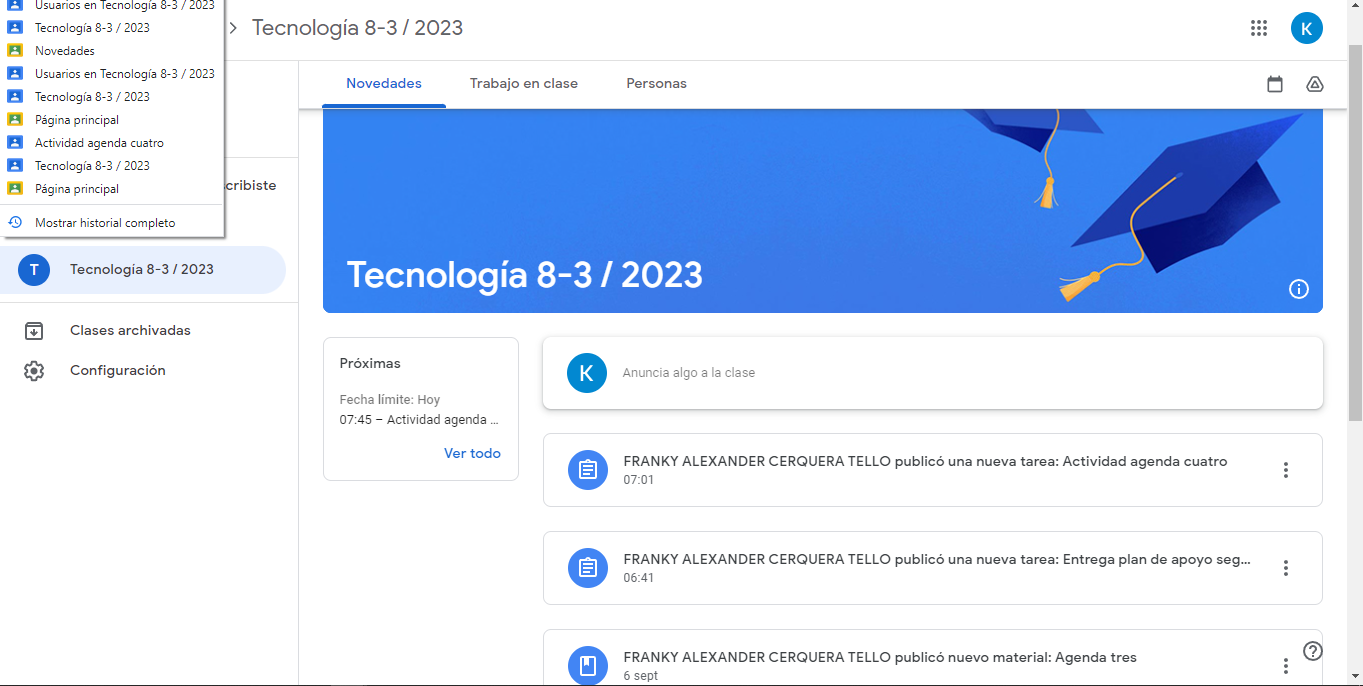 Usuarios en Tecnología 8-3 / 2023
Tecnología 8-3 / 2023
Novedades
Usuarios en Tecnología 8-3 / 2023
Tecnología 8-3 / 2023
Página principal
Actividad agenda cuatro
Tecnología 8-3 / 2023
Página principal
Mostrar historial completo
Tecnología 8-3 / 2023
K
Novedades
Trabajo en clase
Personas
cribiste
T
Tecnología 8-3 / 2023
Clases archivadas
Configuración
Tecnología 8-3 / 2023
Próximas
Fecha límite: Hoy
07:45 – Actividad agenda ...
Ver todo
K
Anuncia algo a la clase
FRANKY ALEXANDER CERQUERA TELLO publicó una nueva tarea: Actividad agenda cuatro
07:01
FRANKY ALEXANDER CERQUERA TELLO publicó una nueva tarea: Entrega plan de apoyo seg...
06:41
FRANKY ALEXANDER CERQUERA TELLO publicó nuevo material: Agenda tres
6 sept